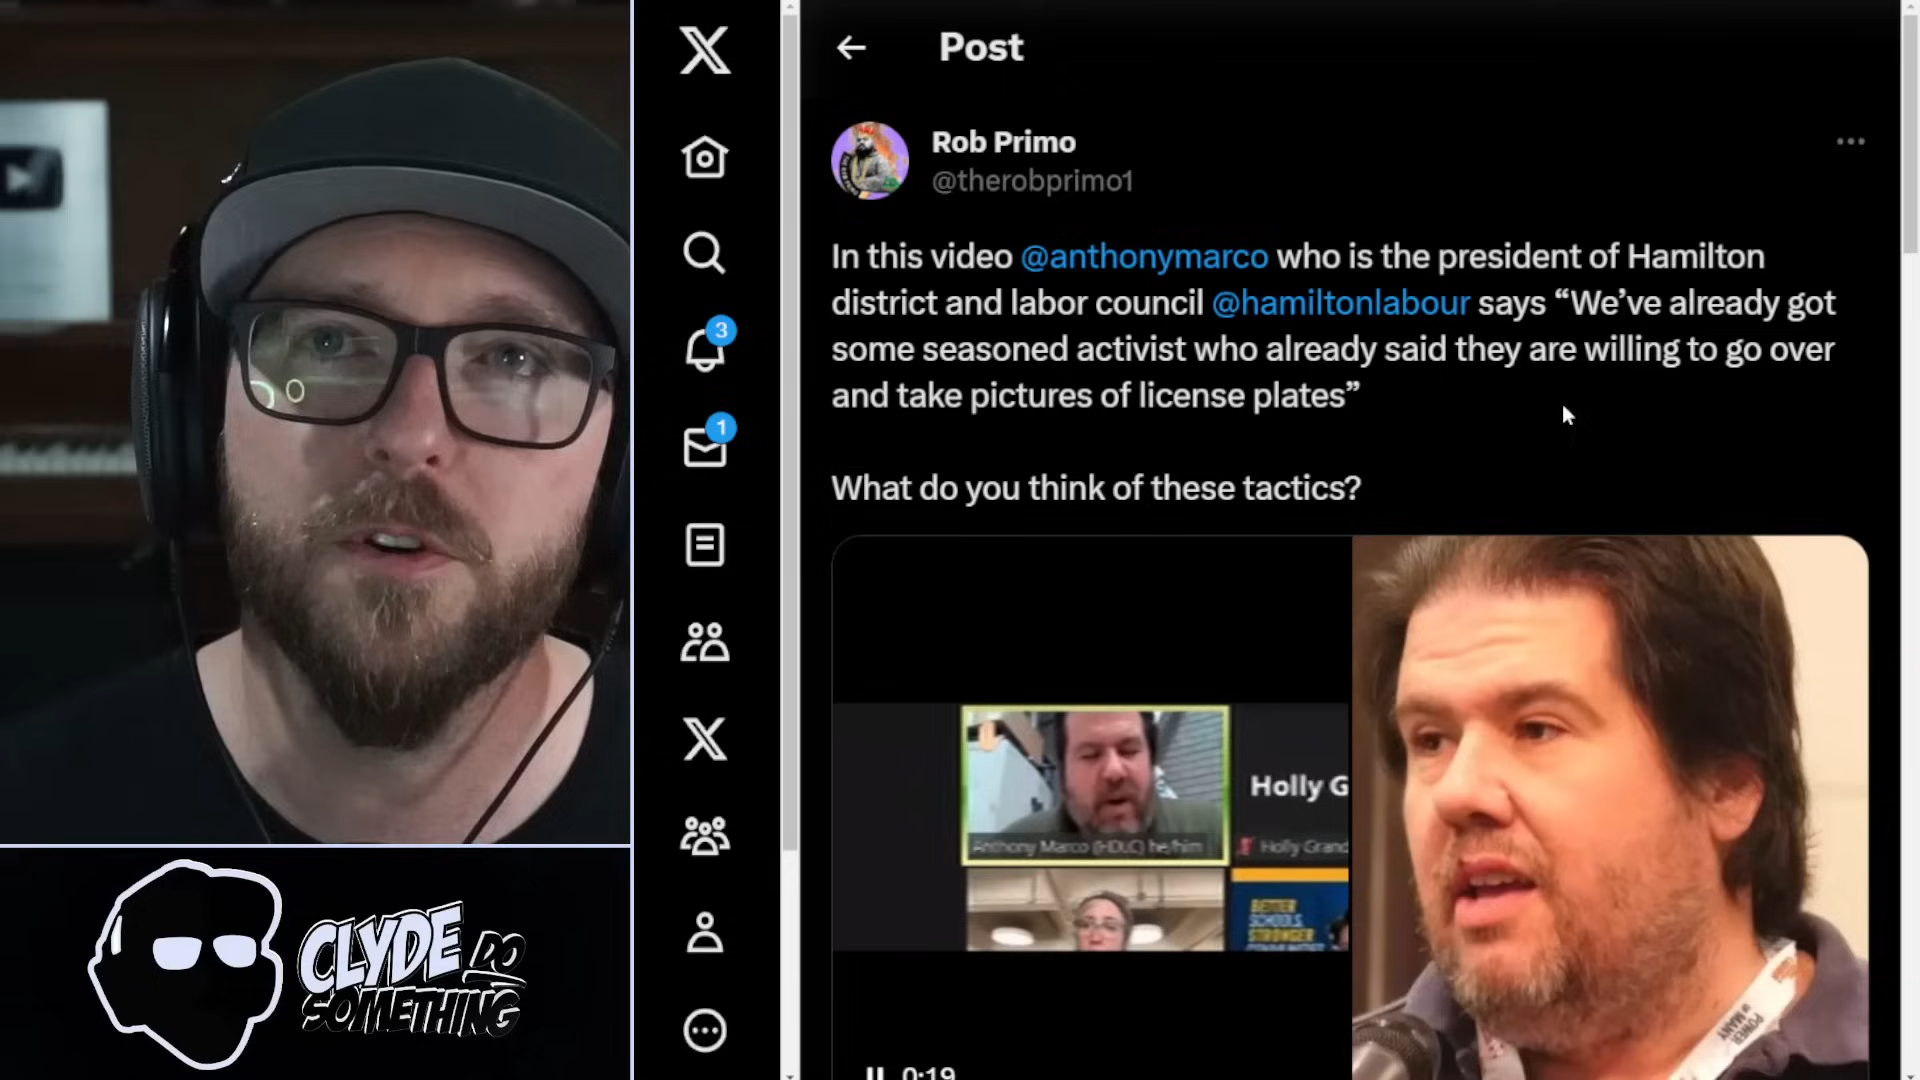 Post
Rob Primo
@therobprimo1
In this video @anthonymarco who is the president of Hamilton
district and labor council @hamiltonlabour says “We’ve already got
some seasoned activist who already said they are willing to go over
and take pictures of license plates”
What do you think of these tactics?
3
1
Anthony Marco (HDLC) he/him
Holly G
Holly Grand
BETTER
SCHOOLS,
STRONGER
0:19
CLYDE DO
SOMETHING